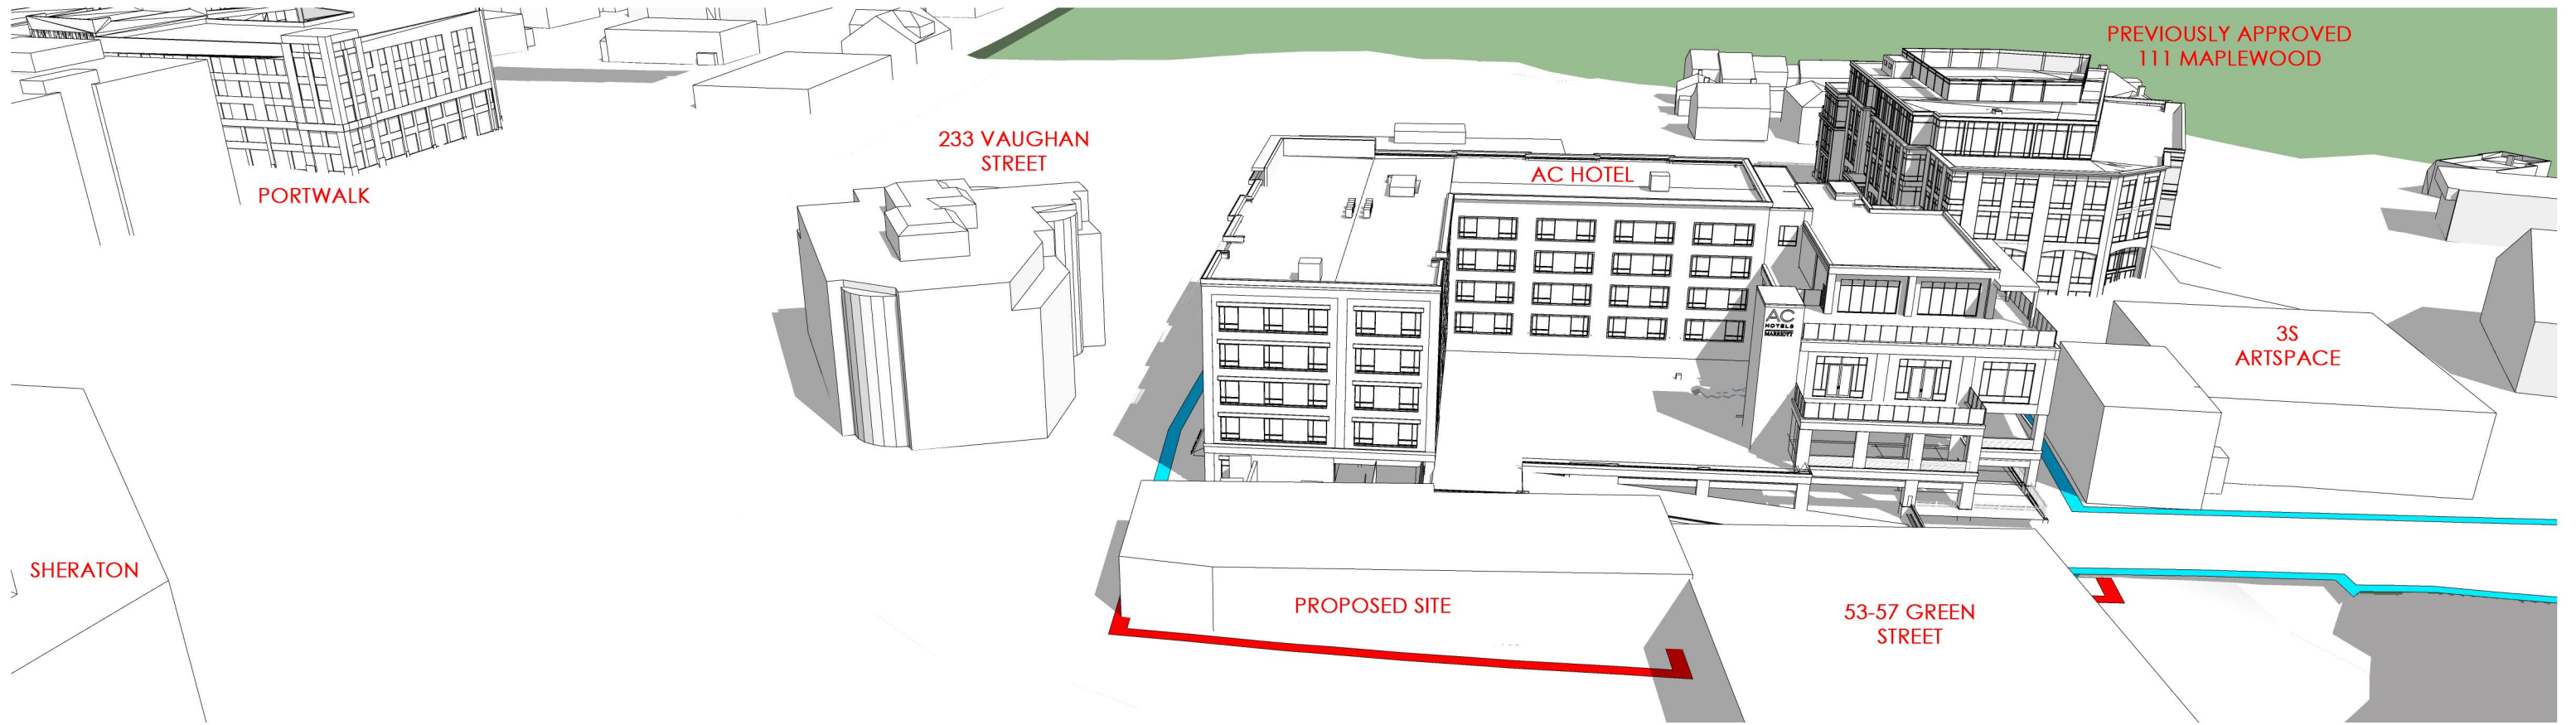 PREVIOUSLY APPROVED
111 MAPLEWOOD
233 VAUGHAN
STREET
PORTWALK
AC HOTEL
AC
HOTELS
MARRIOTT
3S
ARTSPACE
SHERATON
PROPOSED SITE
53-57 GREEN
STREET